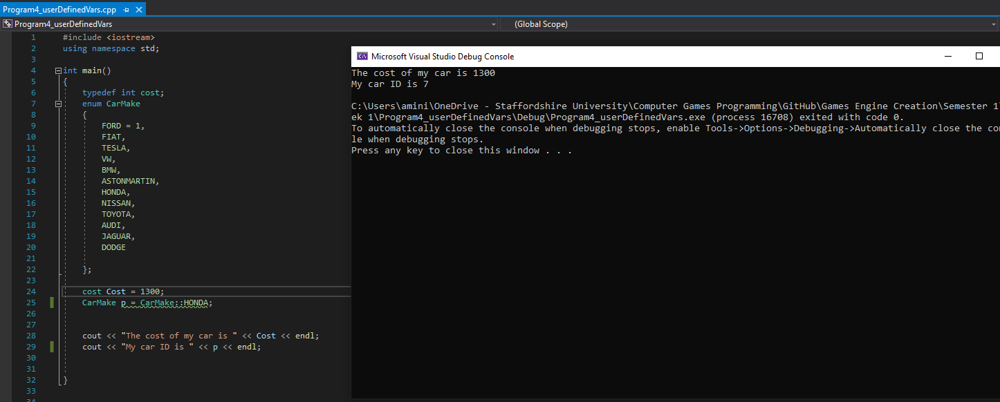 Program4_userDefinedVars.cpp
Program4_userDefinedVars
(Global Scope)
1 #include <iostream>
2 using namespace std;
3
4 int main()
5 {
6 typedef int cost;
7 enum CarMake
8 {
9 FORD = 1,
10 FIAT,
11 TESLA,
12 VW,
13 BMW,
14 ASTONMARTIN,
15 HONDA,
16 NISSAN,
17 TOYOTA,
18 AUDI,
19 JAGUAR,
20 DODGE
21
22 };
23
24 cost Cost = 1300;
25 CarMake p = CarMake::HONDA;
26
27
28 cout << "The cost of my car is " << Cost << endl;
29 cout << "My car ID is " << p << endl;
30
31
32 }
33
34
Microsoft Visual Studio Debug Console
The cost of my car is 1300
My car ID is 7
C:\Users\amini\OneDrive - Staffordshire University\Computer Games Programming\GitHub\Games Engine Creation\Semester 1
ek 1\Program4_userDefinedVars\Debug\Program4_userDefinedVars.exe (process 16708) exited with code 0.
To automatically close the console when debugging stops, enable Tools->Options->Debugging->Automatically close the co
le when debugging stops.
Press any key to close this window . . .